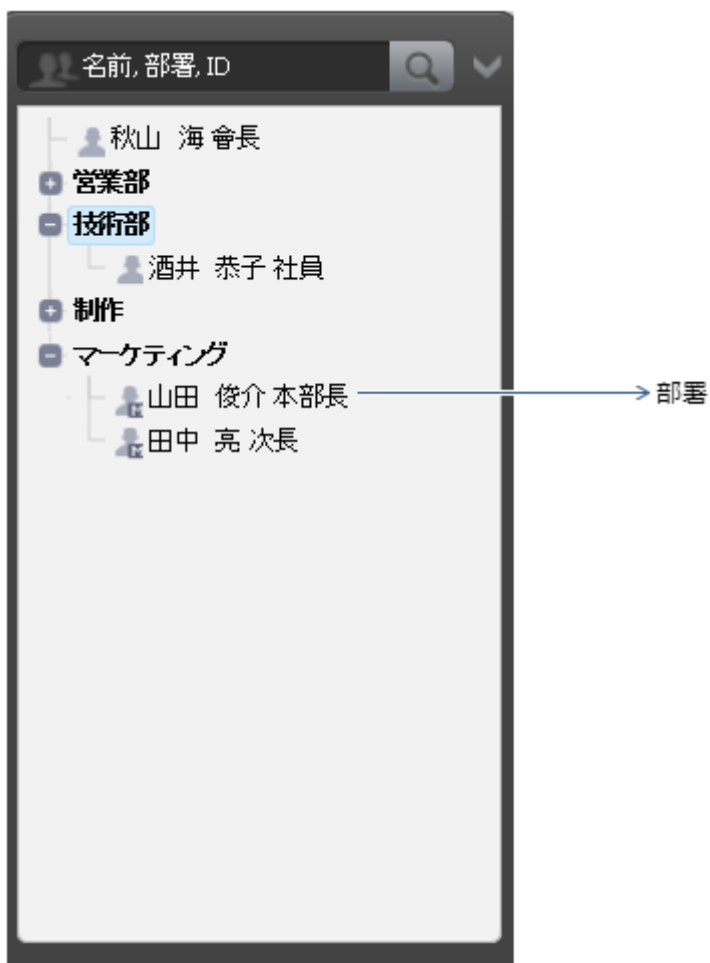 名前, 部署, ID
秋山 海 會長
営業部
技術部
酒井 恭子 社員
制作
マーケティング
山田 俊介 本部長
部署
田中 亮 次長